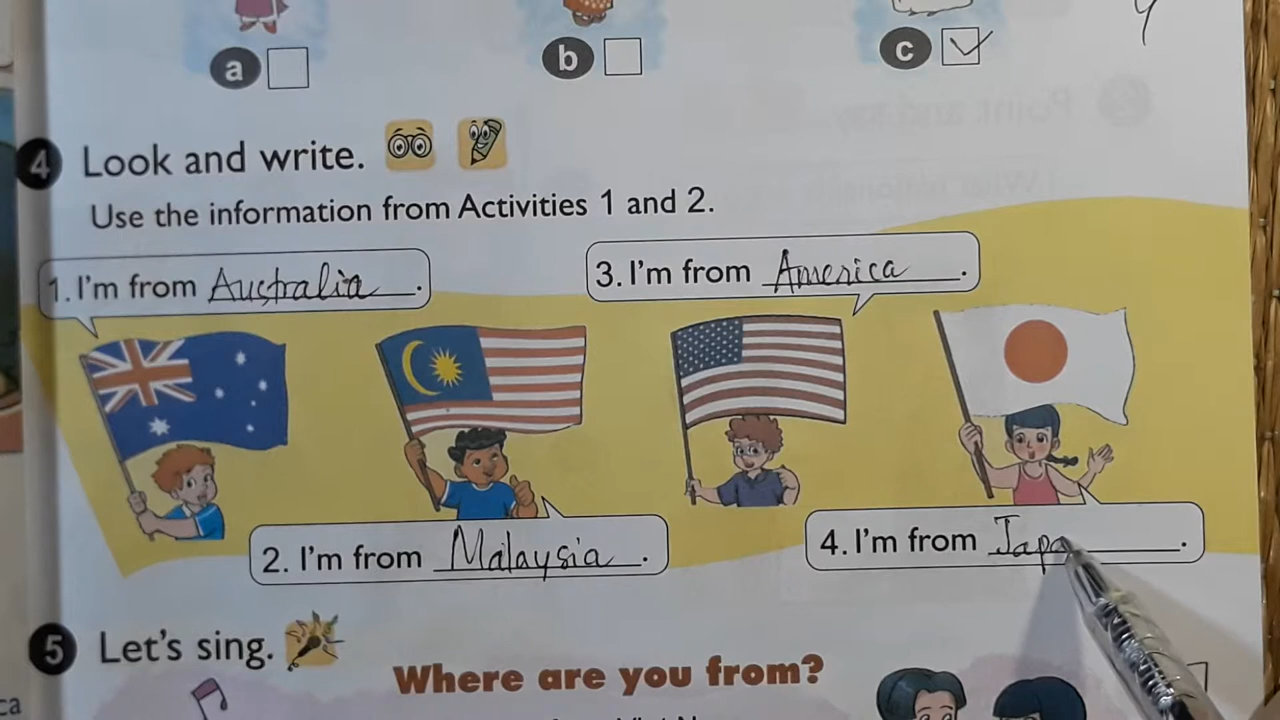 a
b
c
4 Look and write.
Use the information from Activities 1 and 2.
1. I'm from Australia.
3. I'm from America.
2. I'm from Malaysia.
4. I'm from Japa.
5 Let's sing.
Where are you from?
ca